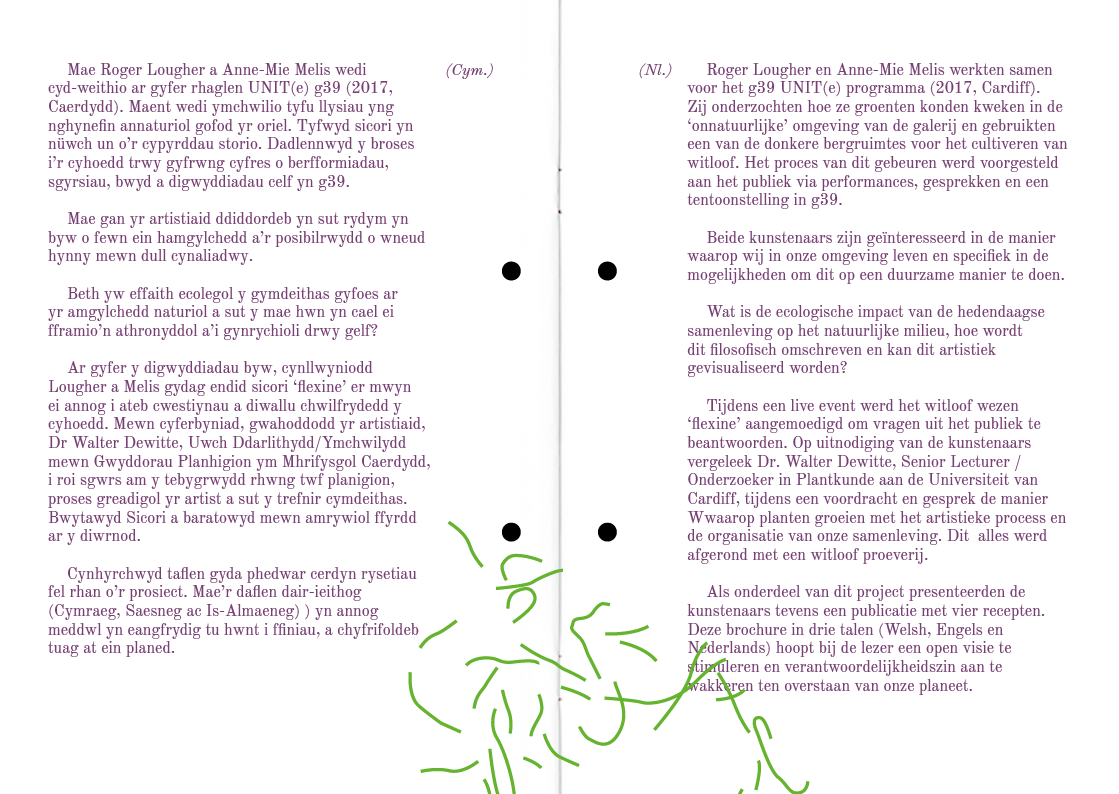 Mae Roger Lougher a Anne-Mie Melis wedi
cyd-weithio ar gyfer rhaglen UNIT(e) g39 (2017,
Caerdydd). Maent wedi ymchwilio tyfu llysiau yng
nghynefin annaturiol gofod yr oriel. Tyfwyd sicori yn
nüwch un o’r cypyrddau storio. Dadlennwyd y broses
i’r cyhoedd trwy gyfrwng cyfres o berfformiadau,
sgyrsiau, bwyd a digwyddiadau celf yn g39.
Mae gan yr artistiaid ddiddordeb yn sut rydym yn
byw o fewn ein hamgylchedd a’r posibilrwydd o wneud
hynny mewn dull cynaliadwy.
Beth yw effaith ecolegol y gymdeithas gyfoes ar
yr amgylchedd naturiol a sut y mae hwn yn cael ei
fframio’n athronyddol a’i gynrychioli drwy gelf?
Ar gyfer y digwyddiadau byw, cynllwyniodd
Lougher a Melis gydag endid sicori ‘flexine’ er mwyn
ei annog i ateb cwestiynau a diwallu chwilfrydedd y
cyhoedd. Mewn cyferbyniad, gwahoddodd yr artistiaid,
Dr Walter Dewitte, Uwch Ddarlithydd/Ymchwilydd
mewn Gwyddorau Planhigion ym Mhrifysgol Caerdydd,
i roi sgwrs am y tebygrwydd rhwng twf planigion,
proses greadigol yr artist a sut y trefnir cymdeithas.
Bwytawyd Sicori a baratowyd mewn amrywiol ffyrdd
ar y diwrnod.
Cynhyrchwyd taflen gyda phedwar cerdyn rysetiau
fel rhan o’r prosiect. Mae’r daflen dair-ieithog
(Cymraeg, Saesneg ac Is-Almaeneg) ) yn annog
meddwl yn eangfrydig tu hwnt i ffiniau, a chyfrifoldeb
tuag at ein planed.
(Cym.)
(Nl.)
Roger Lougher en Anne-Mie Melis werkten samen
voor het g39 UNIT(e) programma (2017, Cardiff).
Zij onderzochten hoe ze groenten konden kweken in de
‘onnatuurlijke’ omgeving van de galerij en gebruikten
een van de donkere bergruimtes voor het cultiveren van
witloof. Het proces van dit gebeuren werd voorgesteld
aan het publiek via performances, gesprekken en een
tentoonstelling in g39.
Beide kunstenaars zijn geïnteresseerd in de manier
waarop wij in onze omgeving leven en specifiek in de
mogelijkheden om dit op een duurzame manier te doen.
Wat is de ecologische impact van de hedendaagse
samenleving op het natuurlijke milieu, hoe wordt
dit filosofisch omschreven en kan dit artistiek
gevisualiseerd worden?
Tijdens een live event werd het witloof wezen
‘flexine’ aangemoedigd om vragen uit het publiek te
beantwoorden. Op uitnodiging van de kunstenaars
vergeleek Dr. Walter Dewitte, Senior Lecturer /
Onderzoeker in Plantkunde aan de Universiteit van
Cardiff, tijdens een voordracht en gesprek de manier
Wwaarop planten groeien met het artistieke process en
de organisatie van onze samenleving. Dit  alles werd
afgerond met een witloof proeverij.
Als onderdeel van dit project presenteerden de
kunstenaars tevens een publicatie met vier recepten.
Deze brochure in drie talen (Welsh, Engels en
Nederlands) hoopt bij de lezer een open visie te
stimuleren en verantwoordelijkheidszin aan te
wakkeren ten overstaan van onze planeet.